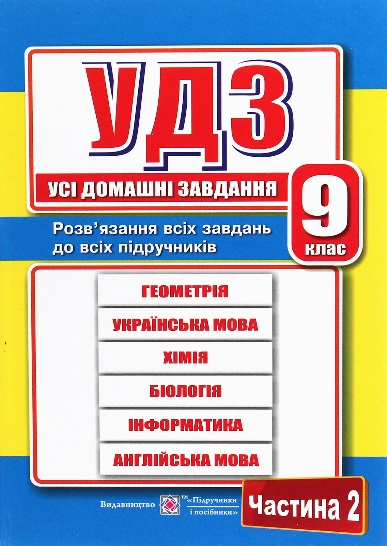 УДЗ
УСІ ДОМАШНІ ЗАВДАННЯ
9
клас
Розв'язання всіх завдань
до всіх підручників
ГЕОМЕТРІЯ
УКРАЇНСЬКА МОВА
ХІМІЯ
БІОЛОГІЯ
ІНФОРМАТИКА
АНГЛІЙСЬКА МОВА
Видавництво ™ «Підручники
і посібники»
Частина 2